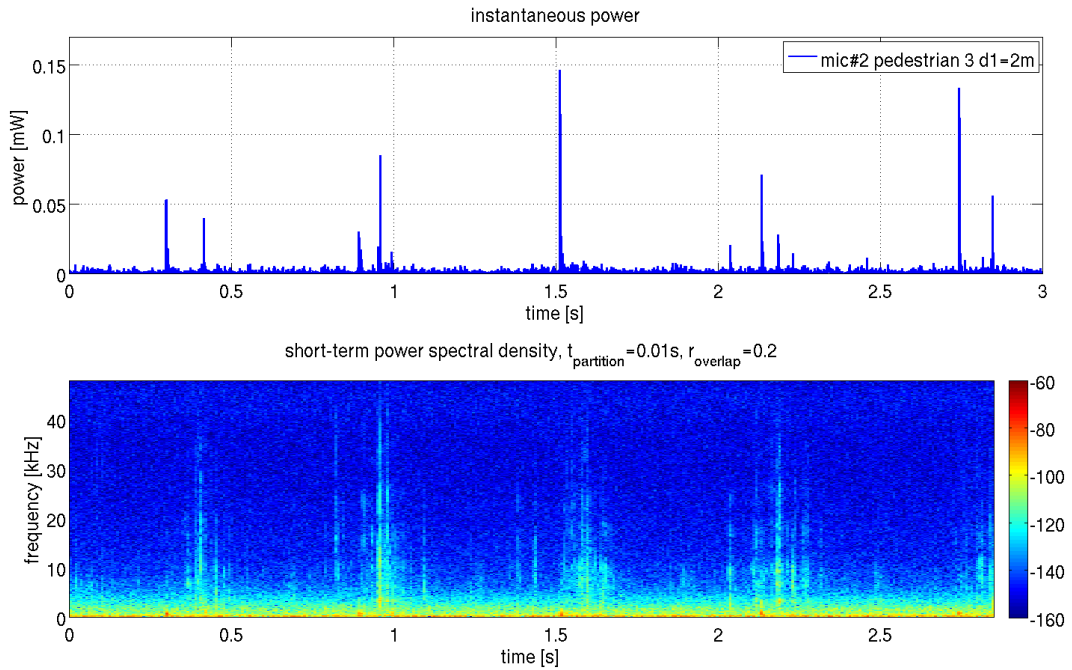 instantaneous power
mic#2 pedestrian 3 d1=2m
power [mW]
0.15
0.1
0.05
0
0 0.5 1 1.5 2 2.5 3
time [s]
short-term power spectral density, t_partition=0.01s, r_overlap=0.2
frequency [kHz]
40
30
20
10
0
0 0.5 1 1.5 2 2.5
time [s]
-60
-80
-100
-120
-140
-160